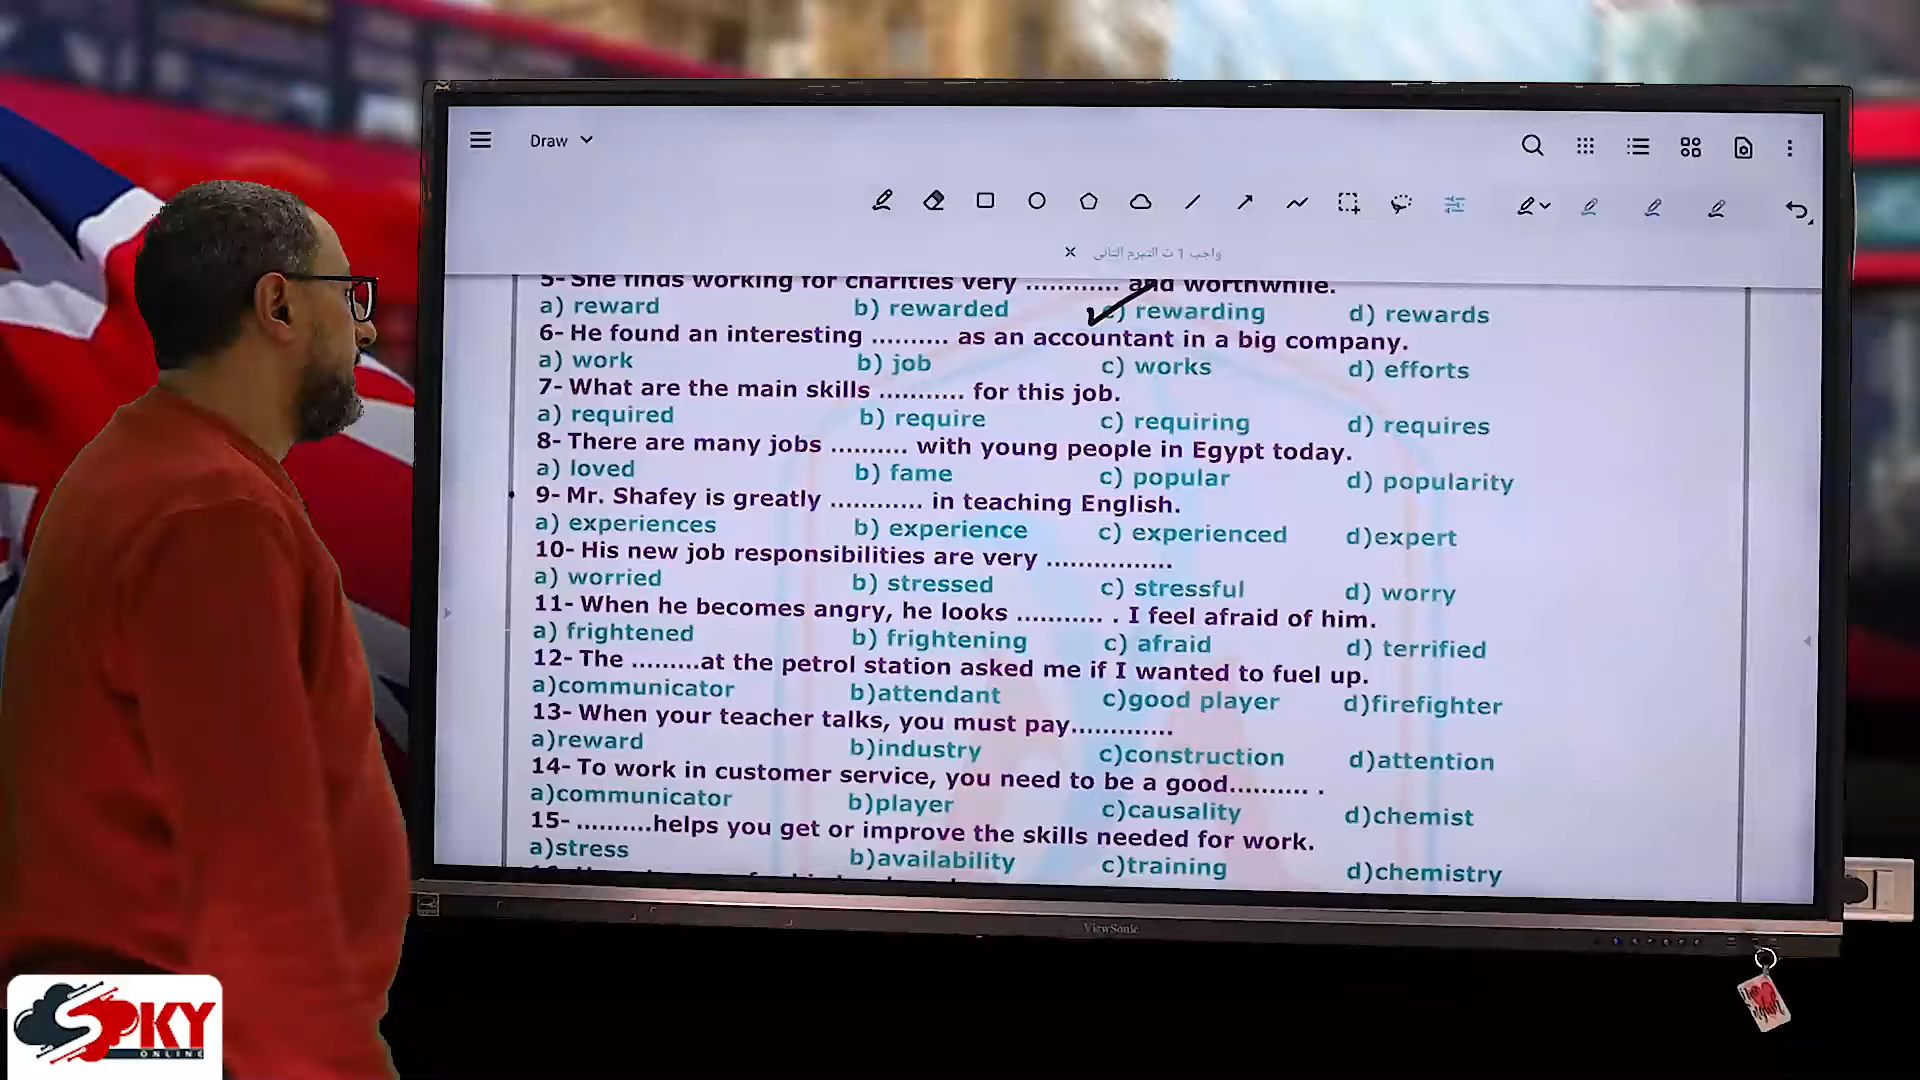 Draw
واجب 1 ث التيرم الثانى
5- She finds working for charities very ............ and worthwhile.
a) reward b) rewarded c) rewarding d) rewards
6- He found an interesting .......... as an accountant in a big company.
a) work b) job c) works d) efforts
7- What are the main skills ........... for this job.
a) required b) require c) requiring d) requires
8- There are many jobs .......... with young people in Egypt today.
a) loved b) fame c) popular d) popularity
9- Mr. Shafey is greatly ............ in teaching English.
a) experiences b) experience c) experienced d)expert
10- His new job responsibilities are very ................
a) worried b) stressed c) stressful d) worry
11- When he becomes angry, he looks ........... . I feel afraid of him.
a) frightened b) frightening c) afraid d) terrified
12- The .........at the petrol station asked me if I wanted to fuel up.
a)communicator b)attendant c)good player d)firefighter
13- When your teacher talks, you must pay.............
a)reward b)industry c)construction d)attention
14- To work in customer service, you need to be a good.......... .
a)communicator b)player c)causality d)chemist
15- ..........helps you get or improve the skills needed for work.
a)stress b)availability c)training d)chemistry
ViewSonic
SPKY
ONLINE